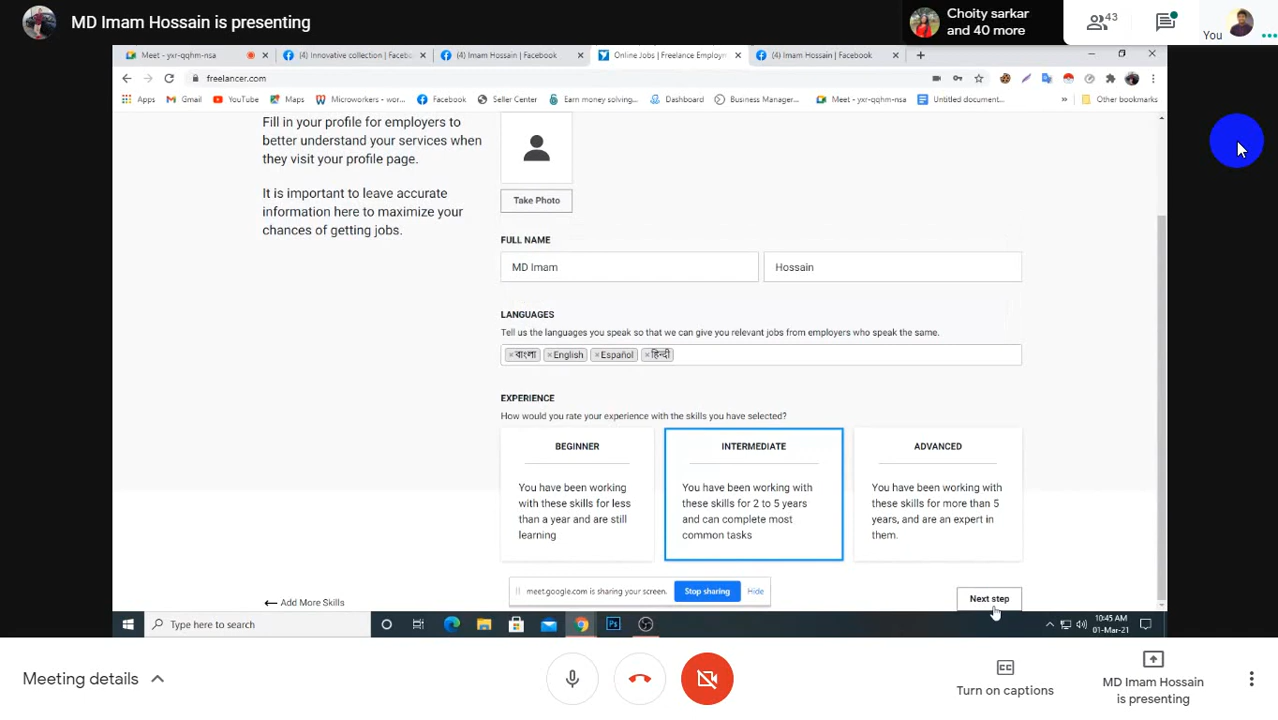 MD Imam Hossain is presenting
Choity sarkar
and 40 more
43
You
Meet - yxr-qqhm-nsa
(4) Innovative collection | Facebo
(4) Imam Hossain | Facebook
Online Jobs | Freelance Employm
(4) Imam Hossain | Facebook
freelancer.com
Apps
Gmail
YouTube
Maps
Microworkers - wor...
Facebook
Seller Center
Earn money solving...
Dashboard
Business Manager...
Meet - yxr-qqhm-nsa
Untitled document...
Other bookmarks
Fill in your profile for employers to
better understand your services when
they visit your profile page.
It is important to leave accurate
information here to maximize your
chances of getting jobs.
Take Photo
FULL NAME
MD Imam
Hossain
LANGUAGES
Tell us the languages you speak so that we can give you relevant jobs from employers who speak the same.
×বাংলা ×English ×Español ×हिन्दी
EXPERIENCE
How would you rate your experience with the skills you have selected?
BEGINNER
You have been working
with these skills for less
than a year and are still
learning
INTERMEDIATE
You have been working with
these skills for 2 to 5 years
and can complete most
common tasks
ADVANCED
You have been working with
these skills for more than 5
years, and are an expert in
them.
meet.google.com is sharing your screen.
Stop sharing
Hide
Add More Skills
Next step
Type here to search
Ps
10:45 AM
01-Mar-21
Meeting details
Turn on captions
MD Imam Hossain
is presenting